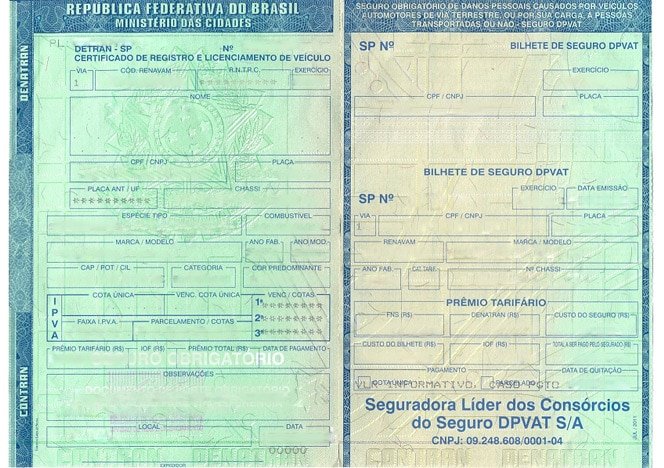 REPÚBLICA FEDERATIVA DO BRASIL
MINISTÉRIO DAS CIDADES
DENATRAN
CONTRAN
DETRAN - SP Nº
CERTIFICADO DE REGISTRO E LICENCIAMENTO DE VEÍCULO
VIA CÓD. RENAVAM R.N.T.R.C. EXERCÍCIO
1 **********
NOME
CPF / CNPJ PLACA
PLACA ANT / UF CHASSI
**********
ESPÉCIE TIPO COMBUSTÍVEL
MARCA / MODELO ANO FAB. ANO MOD.
CAP / POT / CIL CATEGORIA COR PREDOMINANTE
IPVA
COTA ÚNICA VENC. COTA ÚNICA VENC / COTAS
1ª
FAIXA I.P.V.A. PARCELAMENTO / COTAS 2ª
3ª
PRÊMIO TARIFÁRIO (R$) IOF (R$) PRÊMIO TOTAL (R$) DATA DE PAGAMENTO
SEGURO OBRIGATÓRIO
OBSERVAÇÕES
LOCAL DATA
EXPEDIDOR
SEGURO OBRIGATÓRIO DE DANOS PESSOAIS CAUSADOS POR VEÍCULOS
AUTOMOTORES DE VIA TERRESTRE, OU POR SUA CARGA, A PESSOAS
TRANSPORTADAS OU NÃO - SEGURO DPVAT
SP Nº BILHETE DE SEGURO DPVAT
EXERCÍCIO
CPF / CNPJ PLACA
BILHETE DE SEGURO DPVAT
SP Nº EXERCÍCIO DATA EMISSÃO
VIA CPF / CNPJ PLACA
1
RENAVAM MARCA / MODELO
ANO FAB. CAT. TARIF. Nº CHASSI
PRÊMIO TARIFÁRIO
FNS (R$) DENATRAN (R$) CUSTO DO SEGURO (R$)
CUSTO DO BILHETE (R$) IOF (R$) TOTAL A SER PAGO PELO SEGURADO (R$)
PAGAMENTO DATA DE QUITAÇÃO
COTA ÚNICA PARCELADO
VLR INFORMATIVO, CASO PGTO
Seguradora Líder dos Consórcios
do Seguro DPVAT S/A
CNPJ: 09.248.608/0001-04